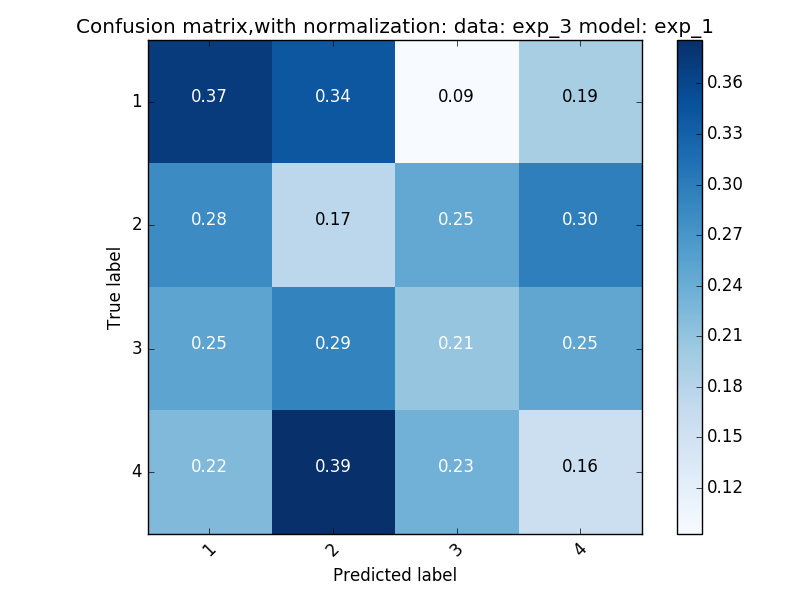 Confusion matrix,with normalization: data: exp_3 model: exp_1
1 0.37 0.34 0.09 0.19
2 0.28 0.17 0.25 0.30
3 0.25 0.29 0.21 0.25
4 0.22 0.39 0.23 0.16
1 2 3 4
True label
Predicted label
0.36
0.33
0.30
0.27
0.24
0.21
0.18
0.15
0.12